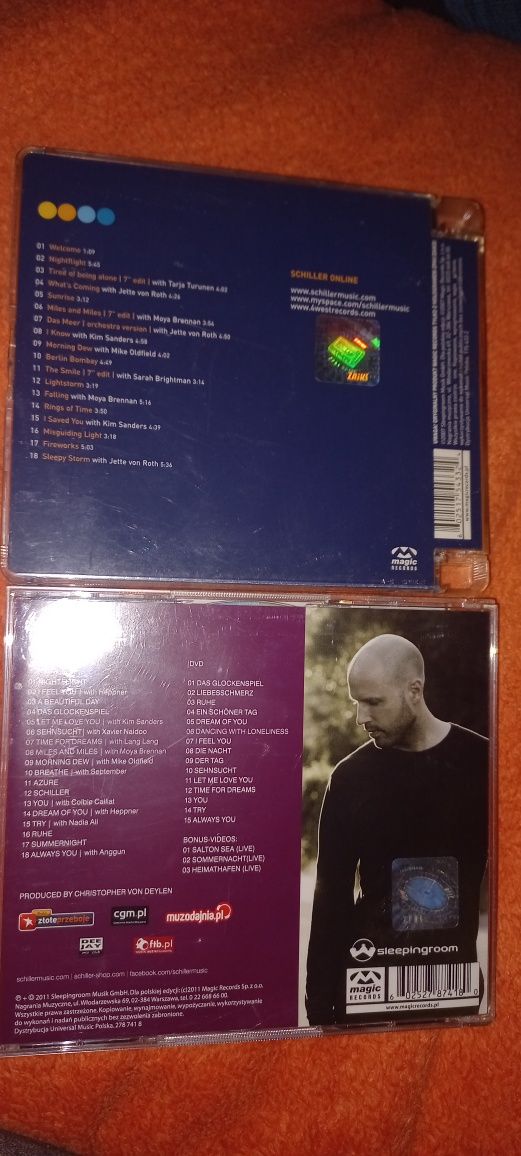 01 Welcome 1:09
02 Nightflight 5:45
03 Tired of being alone | 7" edit | with Tarja Turunen 4:02
04 What's Coming with Jette von Roth 4:26
05 Sunrise 3:12
06 Miles and Miles | 7" edit | with Moya Brennan 3:54
07 Das Meer | orchestra version | with Jette von Roth 4:50
08 I Know with Kim Sanders 4:58
09 Morning Dew with Mike Oldfield 4:02
10 Berlin Bombay 4:49
11 The Smile | 7" edit | with Sarah Brightman 3:14
12 Lightstorm 3:19
13 Falling with Moya Brennan 5:16
14 Rings of Time 3:50
15 I Saved You with Kim Sanders 4:39
16 Misguiding Light 3:18
17 Fireworks 5:03
18 Sleepy Storm with Jette von Roth 5:36
SCHILLER ONLINE
www.schillermusic.com
www.myspace.com/schillermusic
www.4westrecords.com
ZAIKS
www.magicrecords.pl
magic
RECORDS
01 NIGHTFLIGHT
02 I FEEL YOU | with Heppner
03 A BEAUTIFUL DAY
04 DAS GLOCKENSPIEL
05 LET ME LOVE YOU | with Kim Sanders
06 SEHNSUCHT | with Xavier Naidoo
07 TIME FOR DREAMS | with Lang Lang
08 MILES AND MILES | with Moya Brennan
09 MORNING DEW | with Mike Oldfield
10 BREATHE | with September
11 AZURE
12 SCHILLER
13 YOU | with Colbie Caillat
14 DREAM OF YOU | with Heppner
15 TRY | with Nadia Ali
16 RUHE
17 SUMMERNIGHT
18 ALWAYS YOU | with Anggun
DVD
01 DAS GLOCKENSPIEL
02 LIEBESSCHMERZ
03 RUHE
04 EIN SCHÖNER TAG
05 DREAM OF YOU
06 DANCING WITH LONELINESS
07 I FEEL YOU
08 DIE NACHT
09 DER TAG
10 SEHNSUCHT
11 LET ME LOVE YOU
12 TIME FOR DREAMS
13 YOU
14 TRY
15 ALWAYS YOU
BONUS-VIDEOS:
01 SALTON SEA (LIVE)
02 SOMMERNACHT(LIVE)
03 HEIMATHAFEN (LIVE)
PRODUCED BY CHRISTOPHER VON DEYLEN
złoteprzeboje
cgm.pl
muzodajnia.pl
DEE
JAY
ftb.pl
schillermusic.com | schiller-shop.com | facebook.com/schillermusic
℗ + © 2011 Sleepingroom Musik GmbH. Dla polskiej edycji: (c)2011 Magic Records Sp. z o.o.
Nagrania Muzyczne, ul. Włodarzewska 69, 02-384 Warszawa, tel. 0 22 668 66 00.
Wszystkie prawa zastrzeżone. Kopiowanie, wynajmowanie, wypożyczanie, wykorzystywanie
do wykonań i nadań publicznych bez zezwolenia zabronione.
Dystrybucja Universal Music Polska, 278 741 8
sleepingroom
magic
RECORDS
6 02527 87418 0
www.magicrecords.pl